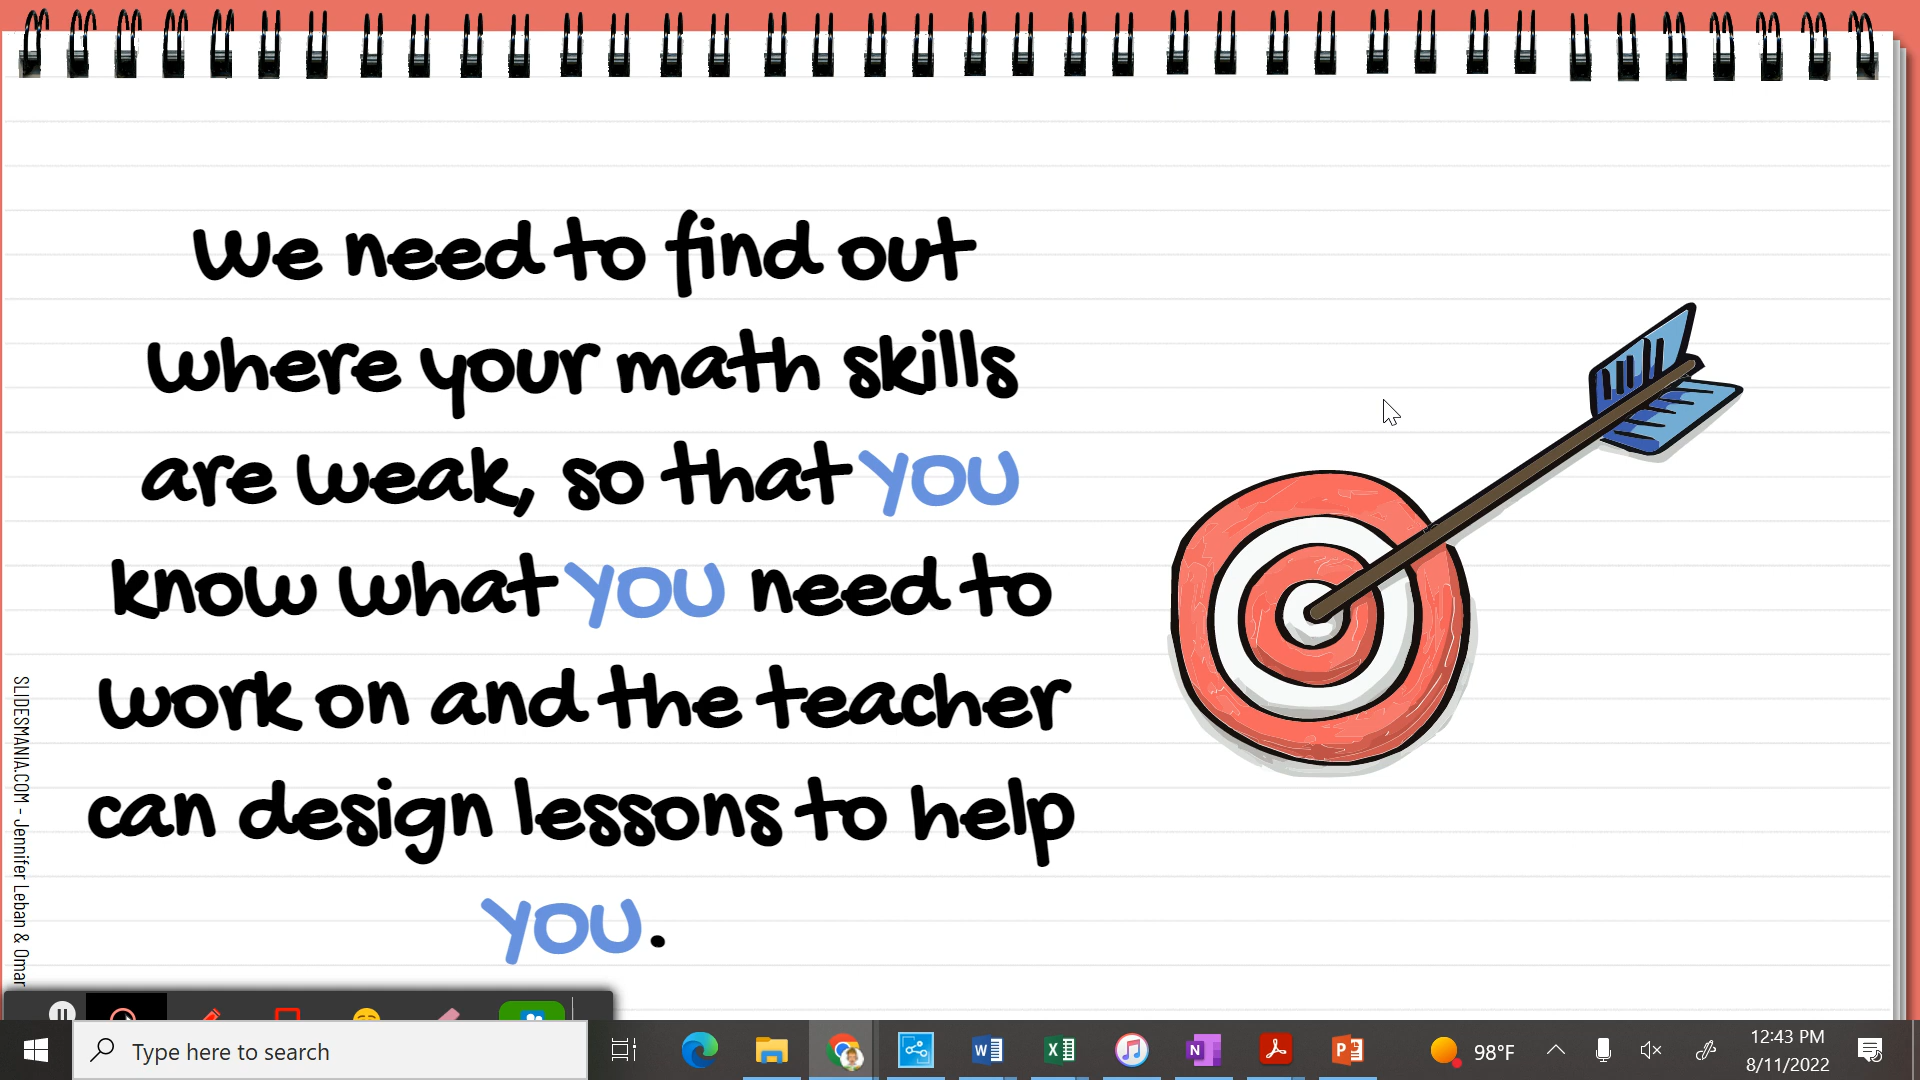 We need to find out
where your math skills
are weak, so that YOU
know what YOU need to
work on and the teacher
can design lessons to help
YOU.
SLIDESMANIA.COM - Jennifer Leban & Omar
Type here to search
98°F
12:43 PM
8/11/2022